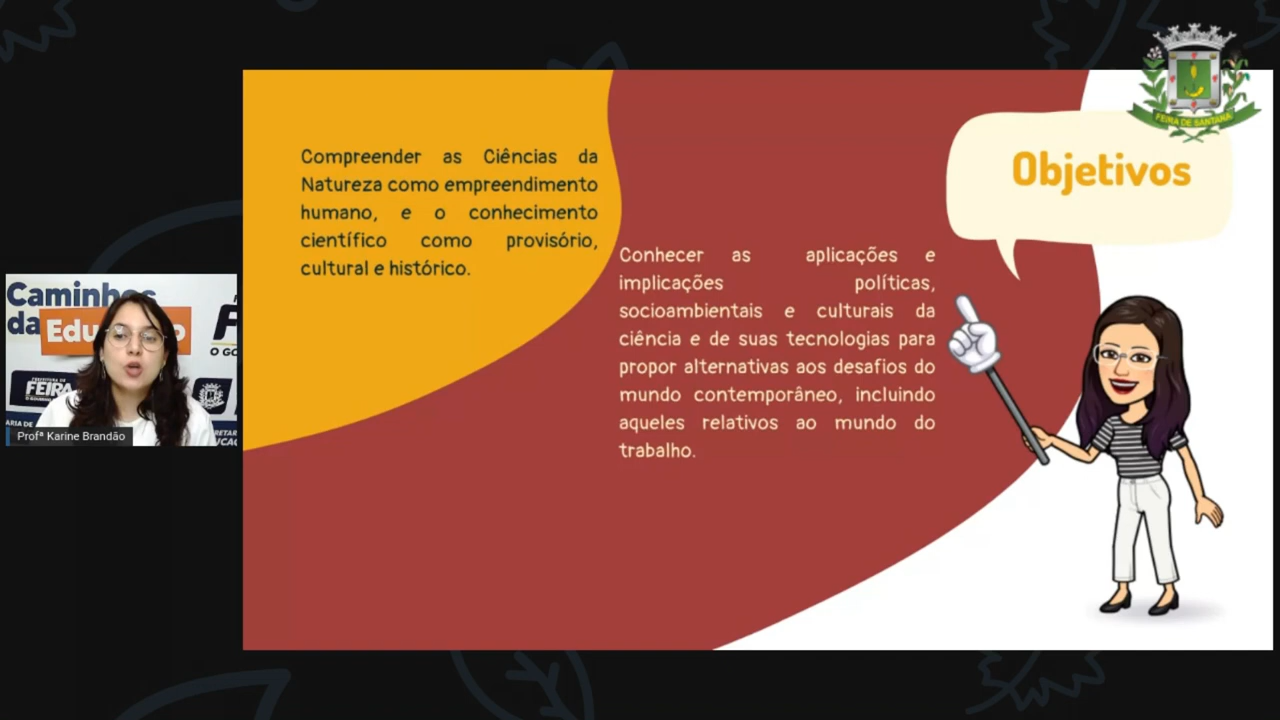 FEIRA DE SANTANA
Objetivos
Compreender as Ciências da
Natureza como empreendimento
humano, e o conhecimento
científico como provisório,
cultural e histórico.
Conhecer as aplicações e
implicações políticas,
socioambientais e culturais da
ciência e de suas tecnologias para
propor alternativas aos desafios do
mundo contemporâneo, incluindo
aqueles relativos ao mundo do
trabalho.
Caminhos
da
PREFEITURA DE
FEIRA
Profª Karine Brandão